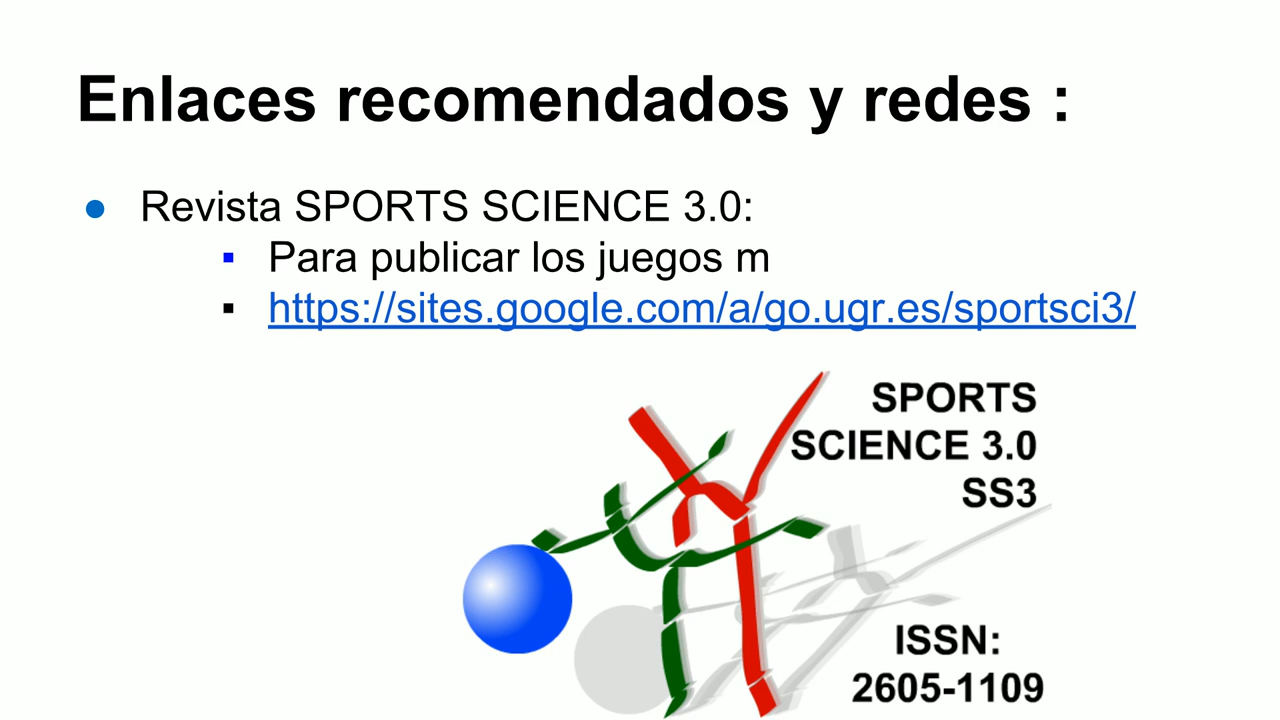 Enlaces recomendados y redes :
Revista SPORTS SCIENCE 3.0:
Para publicar los juegos m
https://sites.google.com/a/go.ugr.es/sportsci3/
SPORTS
SCIENCE 3.0
SS3
ISSN:
2605-1109